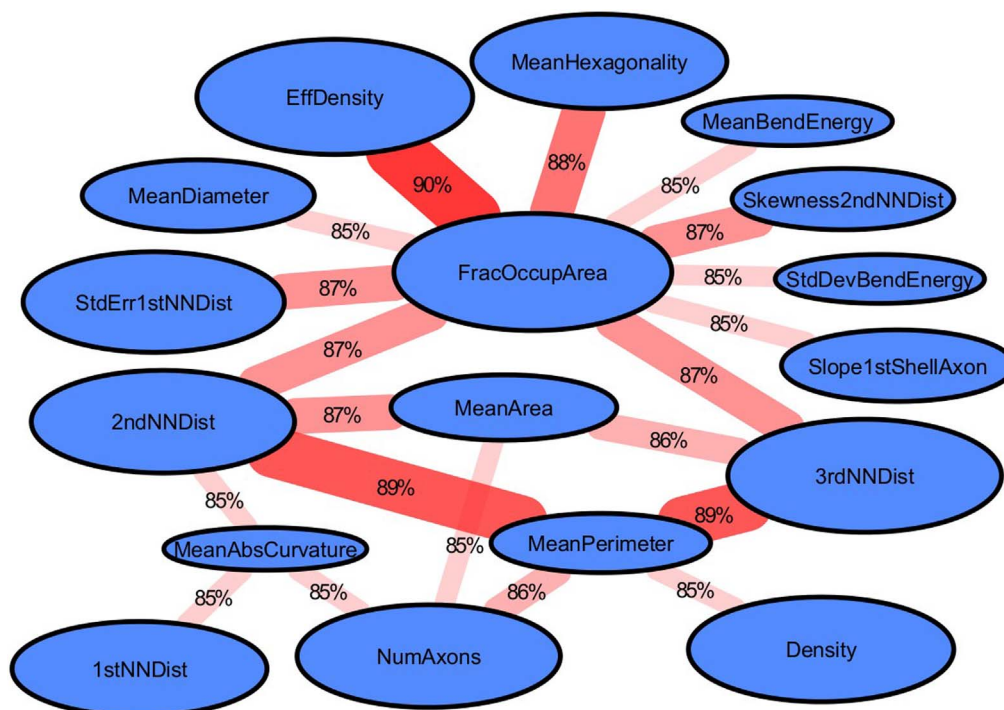 MeanHexagonality
EffDensity
MeanBendEnergy
88%
90%
85%
MeanDiameter
Skewness2ndNNDist
85%
87%
FracOccupArea
StdErr1stNNDist
87%
85%
StdDevBendEnergy
85%
87%
Slope1stShellAxon
87%
2ndNNDist
87%
MeanArea
86%
3rdNNDist
89%
85%
89%
MeanAbsCurvature
85%
MeanPerimeter
85%
85%
86%
85%
1stNNDist
NumAxons
Density